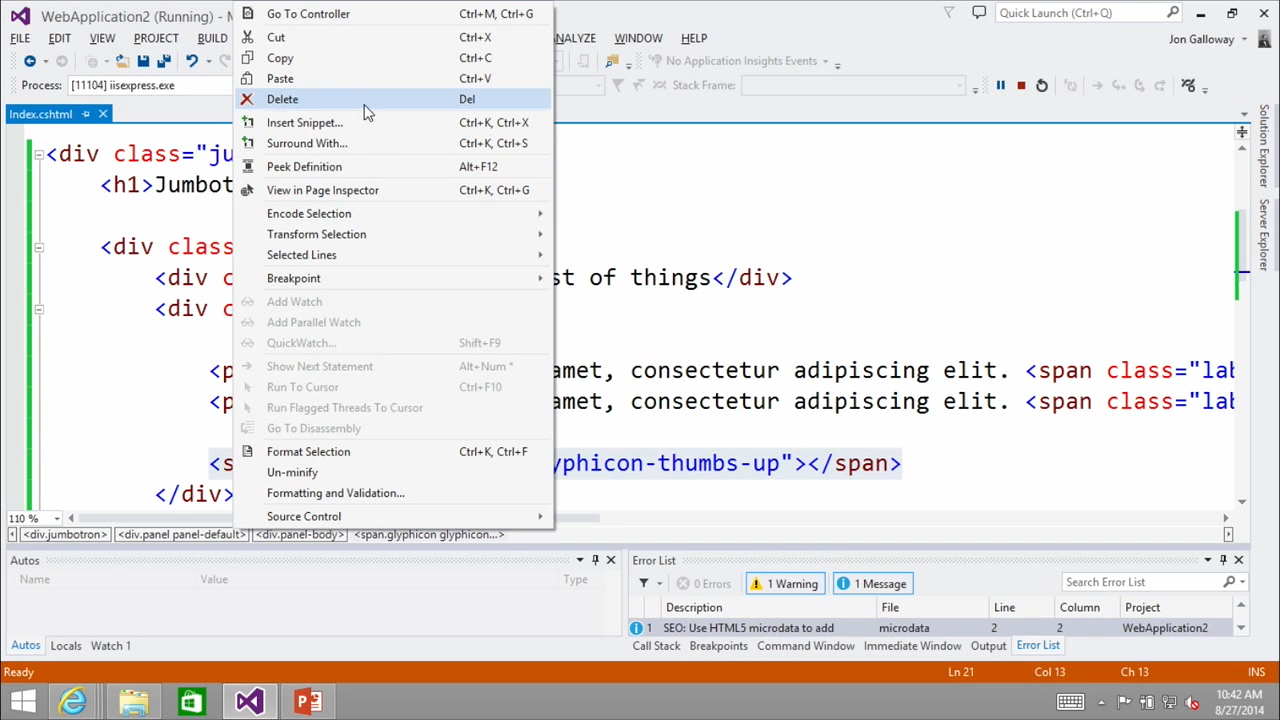 WebApplication2 (Running) - M
Quick Launch (Ctrl+Q)
FILE EDIT VIEW PROJECT BUILD ANALYZE WINDOW HELP
Jon Galloway
No Application Insights Events
Process: [11104] iisexpress.exe
Stack Frame:
Index.cshtml
Go To Controller Ctrl+M, Ctrl+G
Cut Ctrl+X
Copy Ctrl+C
Paste Ctrl+V
Delete Del
Insert Snippet... Ctrl+K, Ctrl+X
Surround With... Ctrl+K, Ctrl+S
Peek Definition Alt+F12
View in Page Inspector Ctrl+K, Ctrl+G
Encode Selection
Transform Selection
Selected Lines
Breakpoint
Add Watch
Add Parallel Watch
QuickWatch... Shift+F9
Show Next Statement Alt+Num *
Run To Cursor Ctrl+F10
Run Flagged Threads To Cursor
Go To Disassembly
Format Selection Ctrl+K, Ctrl+F
Un-minify
Formatting and Validation...
Source Control
<div class="ju
<h1>Jumbot
<div class
<div c st of things</div>
<div c
<p amet, consectetur adipiscing elit. <span class="lab
<p amet, consectetur adipiscing elit. <span class="lab
<s yphicon-thumbs-up"></span>
</div>
Solution Explorer
Server Explorer
110 %
<div.jumbotron> <div.panel panel-default> <div.panel-body> <span.glyphicon glyphicon...>
Autos
Name Value Type
Autos Locals Watch 1
Error List
0 Errors 1 Warning 1 Message Search Error List
Description File Line Column Project
1 SEO: Use HTML5 microdata to add microdata 2 2 WebApplication2
Call Stack Breakpoints Command Window Immediate Window Output Error List
Ready Ln 21 Col 13 Ch 13 INS
10:42 AM
8/27/2014